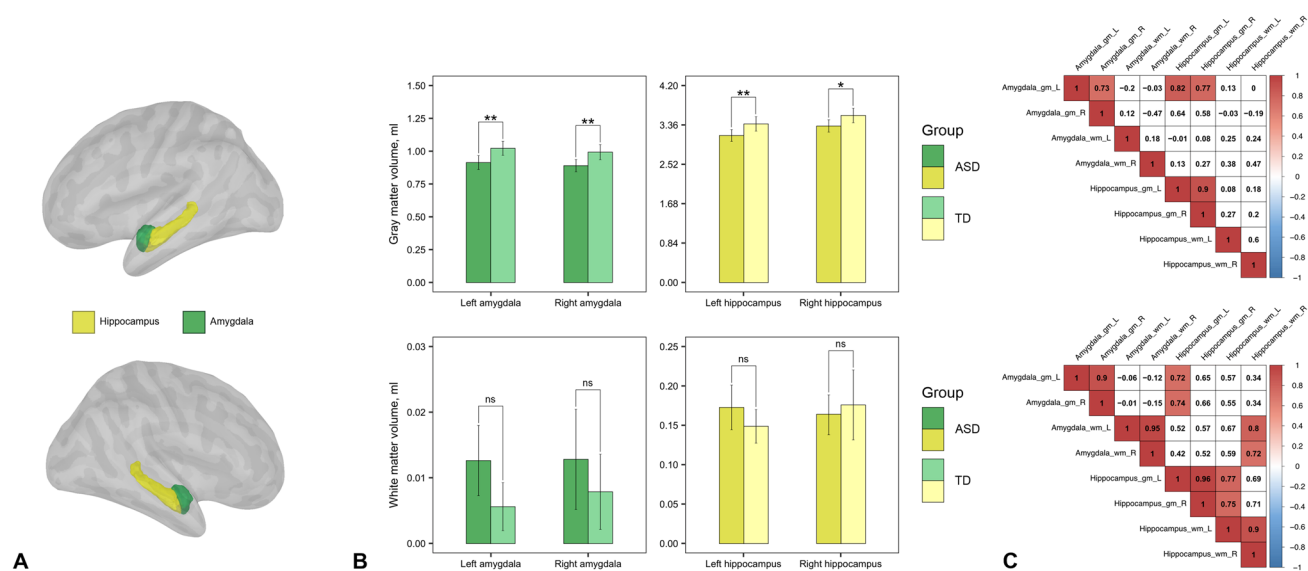 Hippocampus
Amygdala
A
Gray matter volume, ml
1.50
1.25
1.00
0.75
0.50
0.25
0.00
**
**
Left amygdala
Right amygdala
4.20
3.36
2.52
1.68
0.84
0.00
**
*
Left hippocampus
Right hippocampus
Group
ASD
TD
White matter volume, ml
0.03
0.02
0.01
0.00
ns
ns
Left amygdala
Right amygdala
0.25
0.20
0.15
0.10
0.05
0.00
ns
ns
Left hippocampus
Right hippocampus
Group
ASD
TD
B
Amygdala_gm_L
Amygdala_gm_R
Amygdala_wm_L
Amygdala_wm_R
Hippocampus_gm_L
Hippocampus_gm_R
Hippocampus_wm_L
Hippocampus_wm_R
Amygdala_gm_L 1 0.73 −0.2 −0.03 0.82 0.77 0.13 0
Amygdala_gm_R 1 0.12 −0.47 0.64 0.58 −0.03 −0.19
Amygdala_wm_L 1 0.18 −0.01 0.08 0.25 0.24
Amygdala_wm_R 1 0.13 0.27 0.38 0.47
Hippocampus_gm_L 1 0.9 0.08 0.18
Hippocampus_gm_R 1 0.27 0.2
Hippocampus_wm_L 1 0.6
Hippocampus_wm_R 1
1
0.8
0.6
0.4
0.2
0
−0.2
−0.4
−0.6
−0.8
−1
Amygdala_gm_L
Amygdala_gm_R
Amygdala_wm_L
Amygdala_wm_R
Hippocampus_gm_L
Hippocampus_gm_R
Hippocampus_wm_L
Hippocampus_wm_R
Amygdala_gm_L 1 0.9 −0.06 −0.12 0.72 0.65 0.57 0.34
Amygdala_gm_R 1 −0.01 −0.15 0.74 0.66 0.55 0.34
Amygdala_wm_L 1 0.95 0.52 0.57 0.67 0.8
Amygdala_wm_R 1 0.42 0.52 0.59 0.72
Hippocampus_gm_L 1 0.96 0.77 0.69
Hippocampus_gm_R 1 0.75 0.71
Hippocampus_wm_L 1 0.9
Hippocampus_wm_R 1
1
0.8
0.6
0.4
0.2
0
−0.2
−0.4
−0.6
−0.8
−1
C